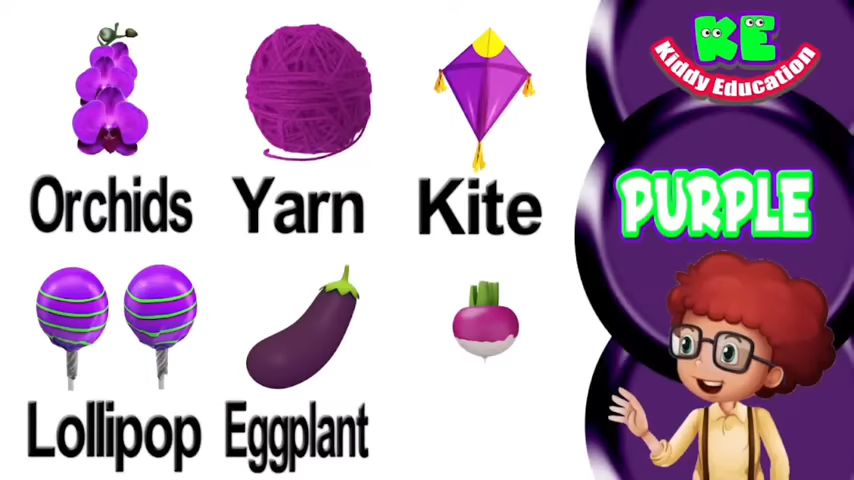 KE
Kiddy Education
PURPLE
Orchids
Yarn
Kite
Lollipop
Eggplant